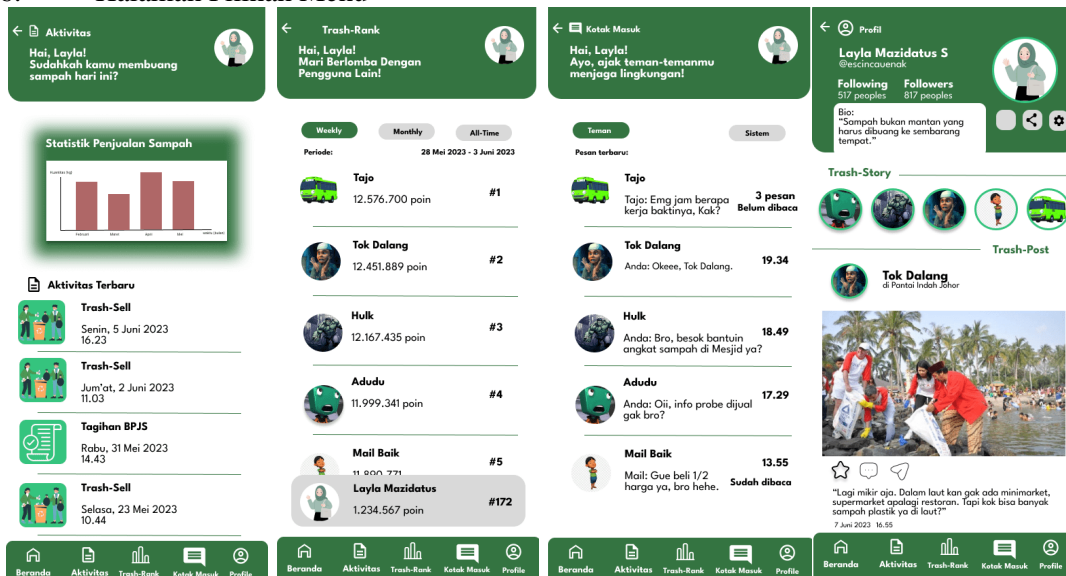 Halaman Pilihan Menu
Aktivitas
Hai, Layla!
Sudahkah kamu membuang
sampah hari ini?
Statistik Penjualan Sampah
Februari
Maret
April
Mei
Aktivitas Terbaru
Trash-Sell
Senin, 5 Juni 2023
16.23
Trash-Sell
Jum'at, 2 Juni 2023
11.03
Tagihan BPJS
Rabu, 31 Mei 2023
14.43
Trash-Sell
Selasa, 23 Mei 2023
10.44
Beranda Aktivitas Trash-Rank Kotak Masuk Profile
Trash-Rank
Hai, Layla!
Mari Berlomba Dengan
Pengguna Lain!
Weekly Monthly All-Time
Periode: 28 Mei 2023 - 3 Juni 2023
Tajo
12.576.700 poin #1
Tok Dalang
12.451.889 poin #2
Hulk
12.167.435 poin #3
Adudu
11.999.341 poin #4
Mail Baik
11.890.771 #5
Layla Mazidatus
1.234.567 poin #172
Beranda Aktivitas Trash-Rank Kotak Masuk Profile
Kotak Masuk
Hai, Layla!
Ayo, ajak teman-temanmu
menjaga lingkungan!
Teman Sistem
Pesan terbaru:
Tajo
Tajo: Emg jam berapa
kerja baktinya, Kak?
3 pesan
Belum dibaca
Tok Dalang
Anda: Okeee, Tok Dalang. 19.34
Hulk
Anda: Bro, besok bantuin
angkat sampah di Mesjid ya?
18.49
Adudu
Anda: Oii, info probe dijual
gak bro?
17.29
Mail Baik
Mail: Gue beli 1/2
harga ya, bro hehe.
13.55
Sudah dibaca
Beranda Aktivitas Trash-Rank Kotak Masuk Profile
Profil
Layla Mazidatus S
@escincauenak
Following Followers
517 peoples 817 peoples
Bio:
"Sampah bukan mantan yang
harus dibuang ke sembarang
tempat."
Trash-Story
Trash-Post
Tok Dalang
di Pantai Indah Johor
"Lagi mikir aja. Dalam laut kan gak ada minimarket,
supermarket apalagi restoran. Tapi kok bisa banyak
sampah plastik ya di laut?"
7 Juni 2023 16.55
Beranda Aktivitas Trash-Rank Kotak Masuk Profile